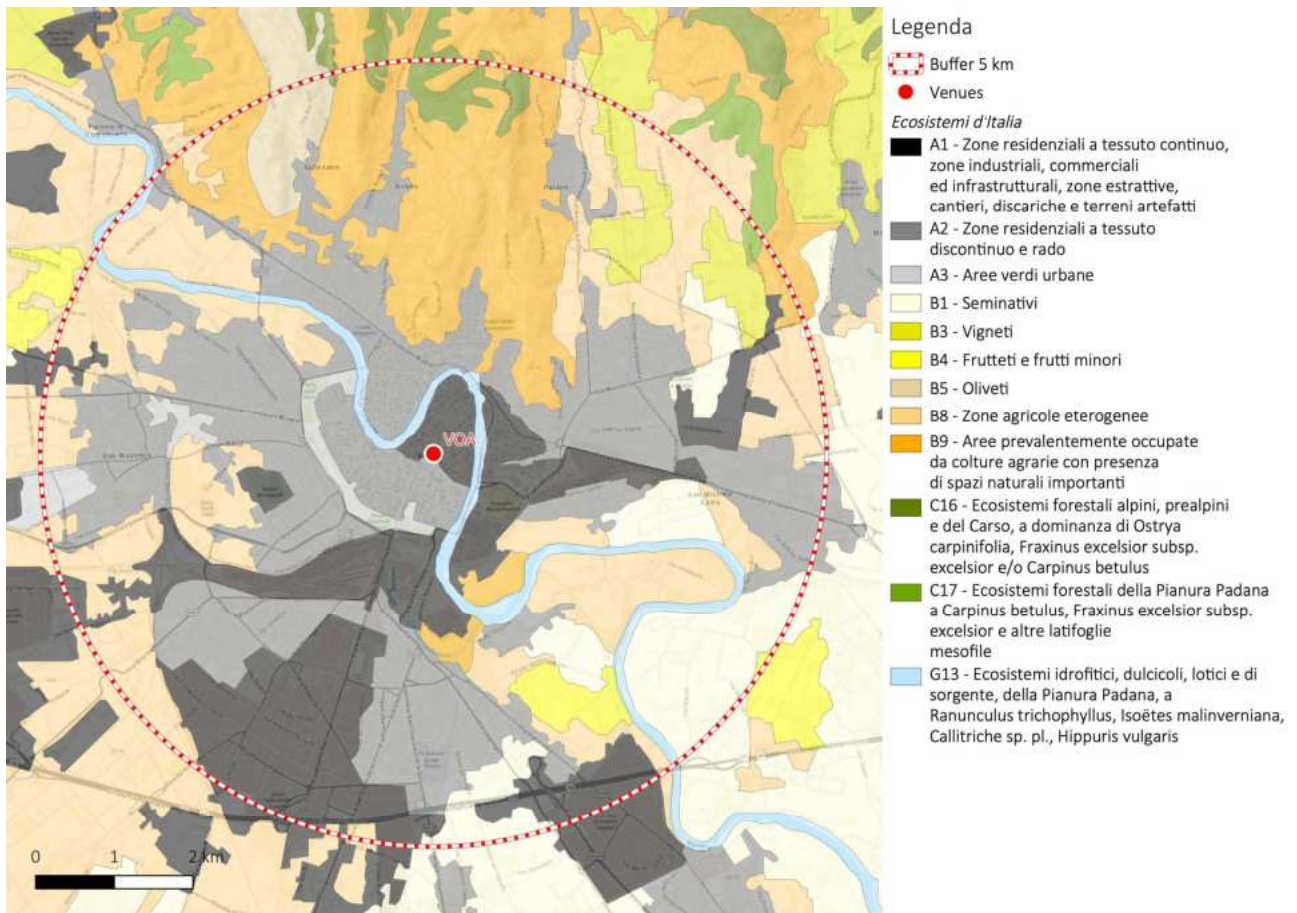 Legenda
Buffer 5 km
Venues
Ecosistemi d'Italia
A1 - Zone residenziali a tessuto continuo,
zone industriali, commerciali
ed infrastrutturali, zone estrattive,
cantieri, discariche e terreni artefatti
A2 - Zone residenziali a tessuto
discontinuo e rado
A3 - Aree verdi urbane
B1 - Seminativi
B3 - Vigneti
B4 - Frutteti e frutti minori
B5 - Oliveti
B8 - Zone agricole eterogenee
B9 - Aree prevalentemente occupate
da colture agrarie con presenza
di spazi naturali importanti
C16 - Ecosistemi forestali alpini, prealpini
e del Carso, a dominanza di Ostrya
carpinifolia, Fraxinus excelsior subsp.
excelsior e/o Carpinus betulus
C17 - Ecosistemi forestali della Pianura Padana
a Carpinus betulus, Fraxinus excelsior subsp.
excelsior e altre latifoglie
mesofile
G13 - Ecosistemi idrofitici, dulcicoli, lotici e di
sorgente, della Pianura Padana, a
Ranunculus trichophyllus, Isoëtes malinverniana,
Callitriche sp. pl., Hippuris vulgaris
VOA
0 1 2 km